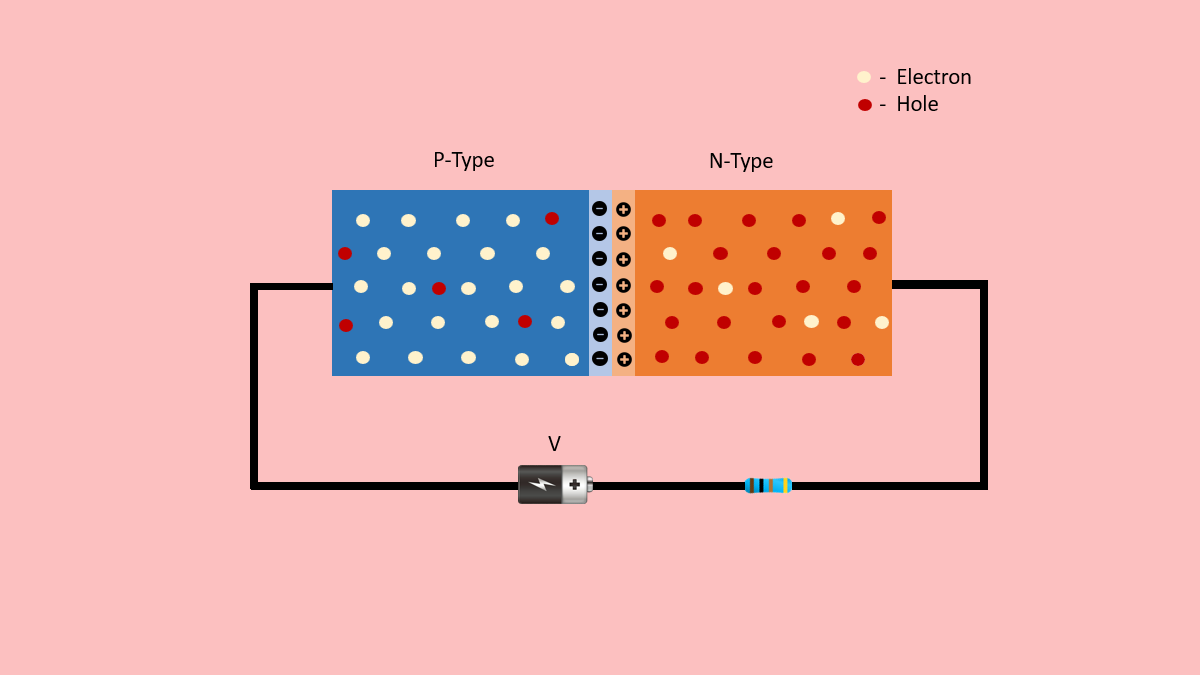 - Electron
- Hole
P-Type
N-Type
V